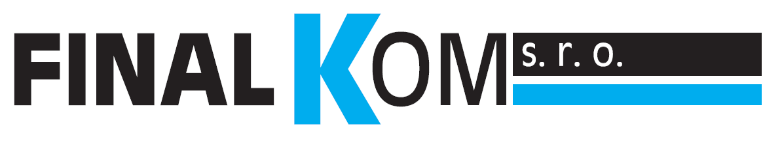 FINAL KOM s. r. o.